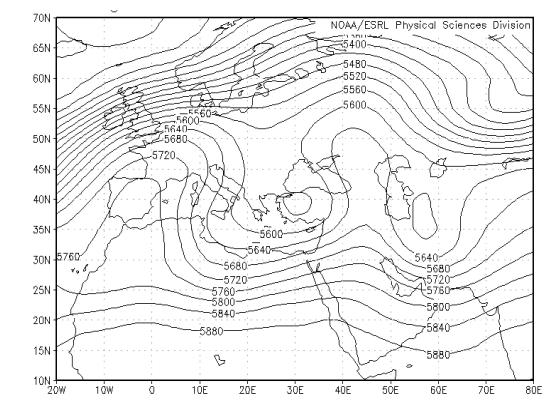 70N NOAA/ESRL Physical Sciences Division
5400
65N
5480
60N 5520
5560
55N 5600
5560
5600
50N 5640
5680
45N 5720
40N
35N
5600
5640
30N 5760 5640
5680 5680
25N 5720 5720
5760 5760
5800
20N 5800
5840 5840
15N 5880
5880
10N
20W 10W 0 10E 20E 30E 40E 50E 60E 70E 80E